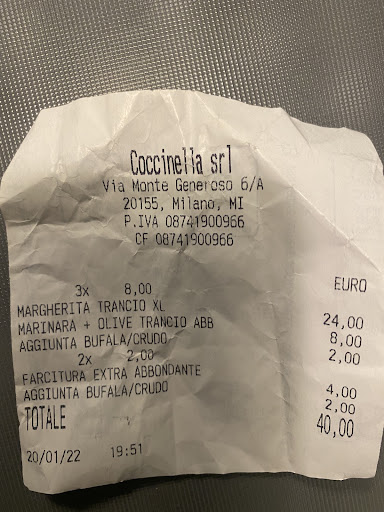 Coccinella srl
Via Monte Generoso 6/A
20155, Milano, MI
P.IVA 08741900966
CF 08741900966
EURO
3x 8,00
MARGHERITA TRANCIO XL 24,00
MARINARA + OLIVE TRANCIO ABB 8,00
AGGIUNTA BUFALA/CRUDO 2,00
2x 2,00
FARCITURA EXTRA ABBONDANTE 4,00
AGGIUNTA BUFALA/CRUDO 2,00
TOTALE 40,00
20/01/22 19:51